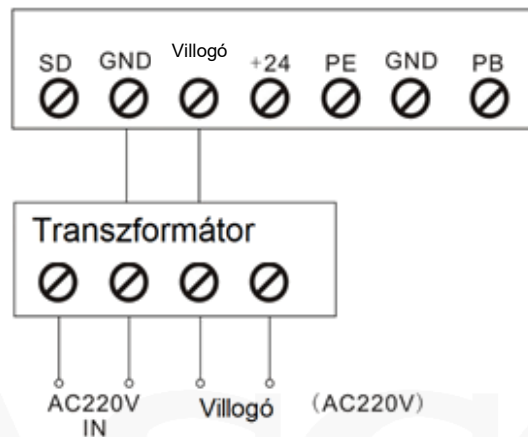 SD GND Villogó +24 PE GND PB
Transzformátor
AC220V Villogó (AC220V)
IN